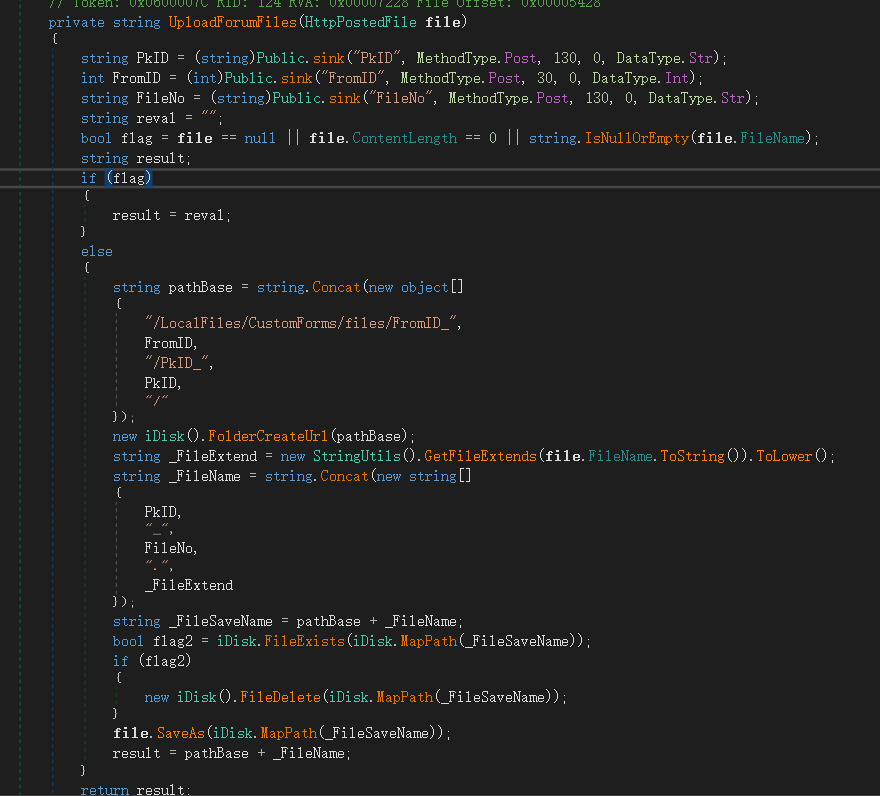 // Token: 0x0600007C RID: 124 RVA: 0x00007228 File Offset: 0x00005428
private string UploadForumFiles(HttpPostedFile file)
{
string PkID = (string)Public.sink("PkID", MethodType.Post, 130, 0, DataType.Str);
int FromID = (int)Public.sink("FromID", MethodType.Post, 30, 0, DataType.Int);
string FileNo = (string)Public.sink("FileNo", MethodType.Post, 130, 0, DataType.Str);
string reval = "";
bool flag = file == null || file.ContentLength == 0 || string.IsNullOrEmpty(file.FileName);
string result;
if (flag)
{
result = reval;
}
else
{
string pathBase = string.Concat(new object[]
{
"/LocalFiles/CustomForms/files/FromID_",
FromID,
"/PkID_",
PkID,
"/"
});
new iDisk().FolderCreateUrl(pathBase);
string _FileExtend = new StringUtils().GetFileExtends(file.FileName.ToString()).ToLower();
string _FileName = string.Concat(new string[]
{
PkID,
"_",
FileNo,
".",
_FileExtend
});
string _FileSaveName = pathBase + _FileName;
bool flag2 = iDisk.FileExists(iDisk.MapPath(_FileSaveName));
if (flag2)
{
new iDisk().FileDelete(iDisk.MapPath(_FileSaveName));
}
file.SaveAs(iDisk.MapPath(_FileSaveName));
result = pathBase + _FileName;
}
return result;